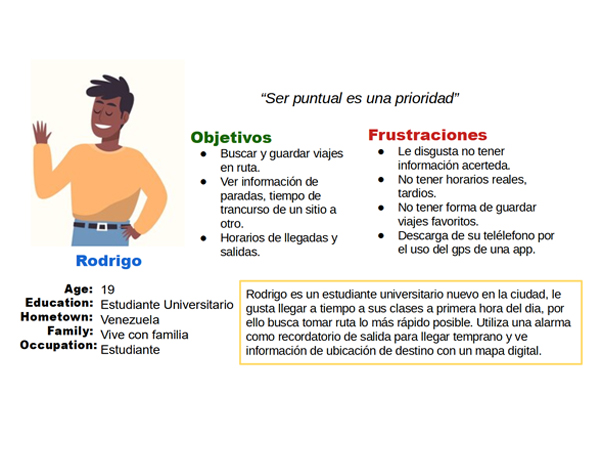 “Ser puntual es una prioridad”
Objetivos
● Buscar y guardar viajes
en ruta.
● Ver información de
paradas, tiempo de
trancurso de un sitio a
otro.
● Horarios de llegadas y
salidas.
Frustraciones
● Le disgusta no tener
información acerteda.
● No tener horarios reales,
tardios.
● No tener forma de guardar
viajes favoritos.
● Descarga de su telélefono por
el uso del gps de una app.
Rodrigo
Age: 19
Education: Estudiante Universitario
Hometown: Venezuela
Family: Vive con familia
Occupation: Estudiante
Rodrigo es un estudiante universitario nuevo en la ciudad, le
gusta llegar a tiempo a sus clases a primera hora del dia, por
ello busca tomar ruta lo más rápido posible. Utiliza una alarma
como recordatorio de salida para llegar temprano y ve
información de ubicación de destino con un mapa digital.